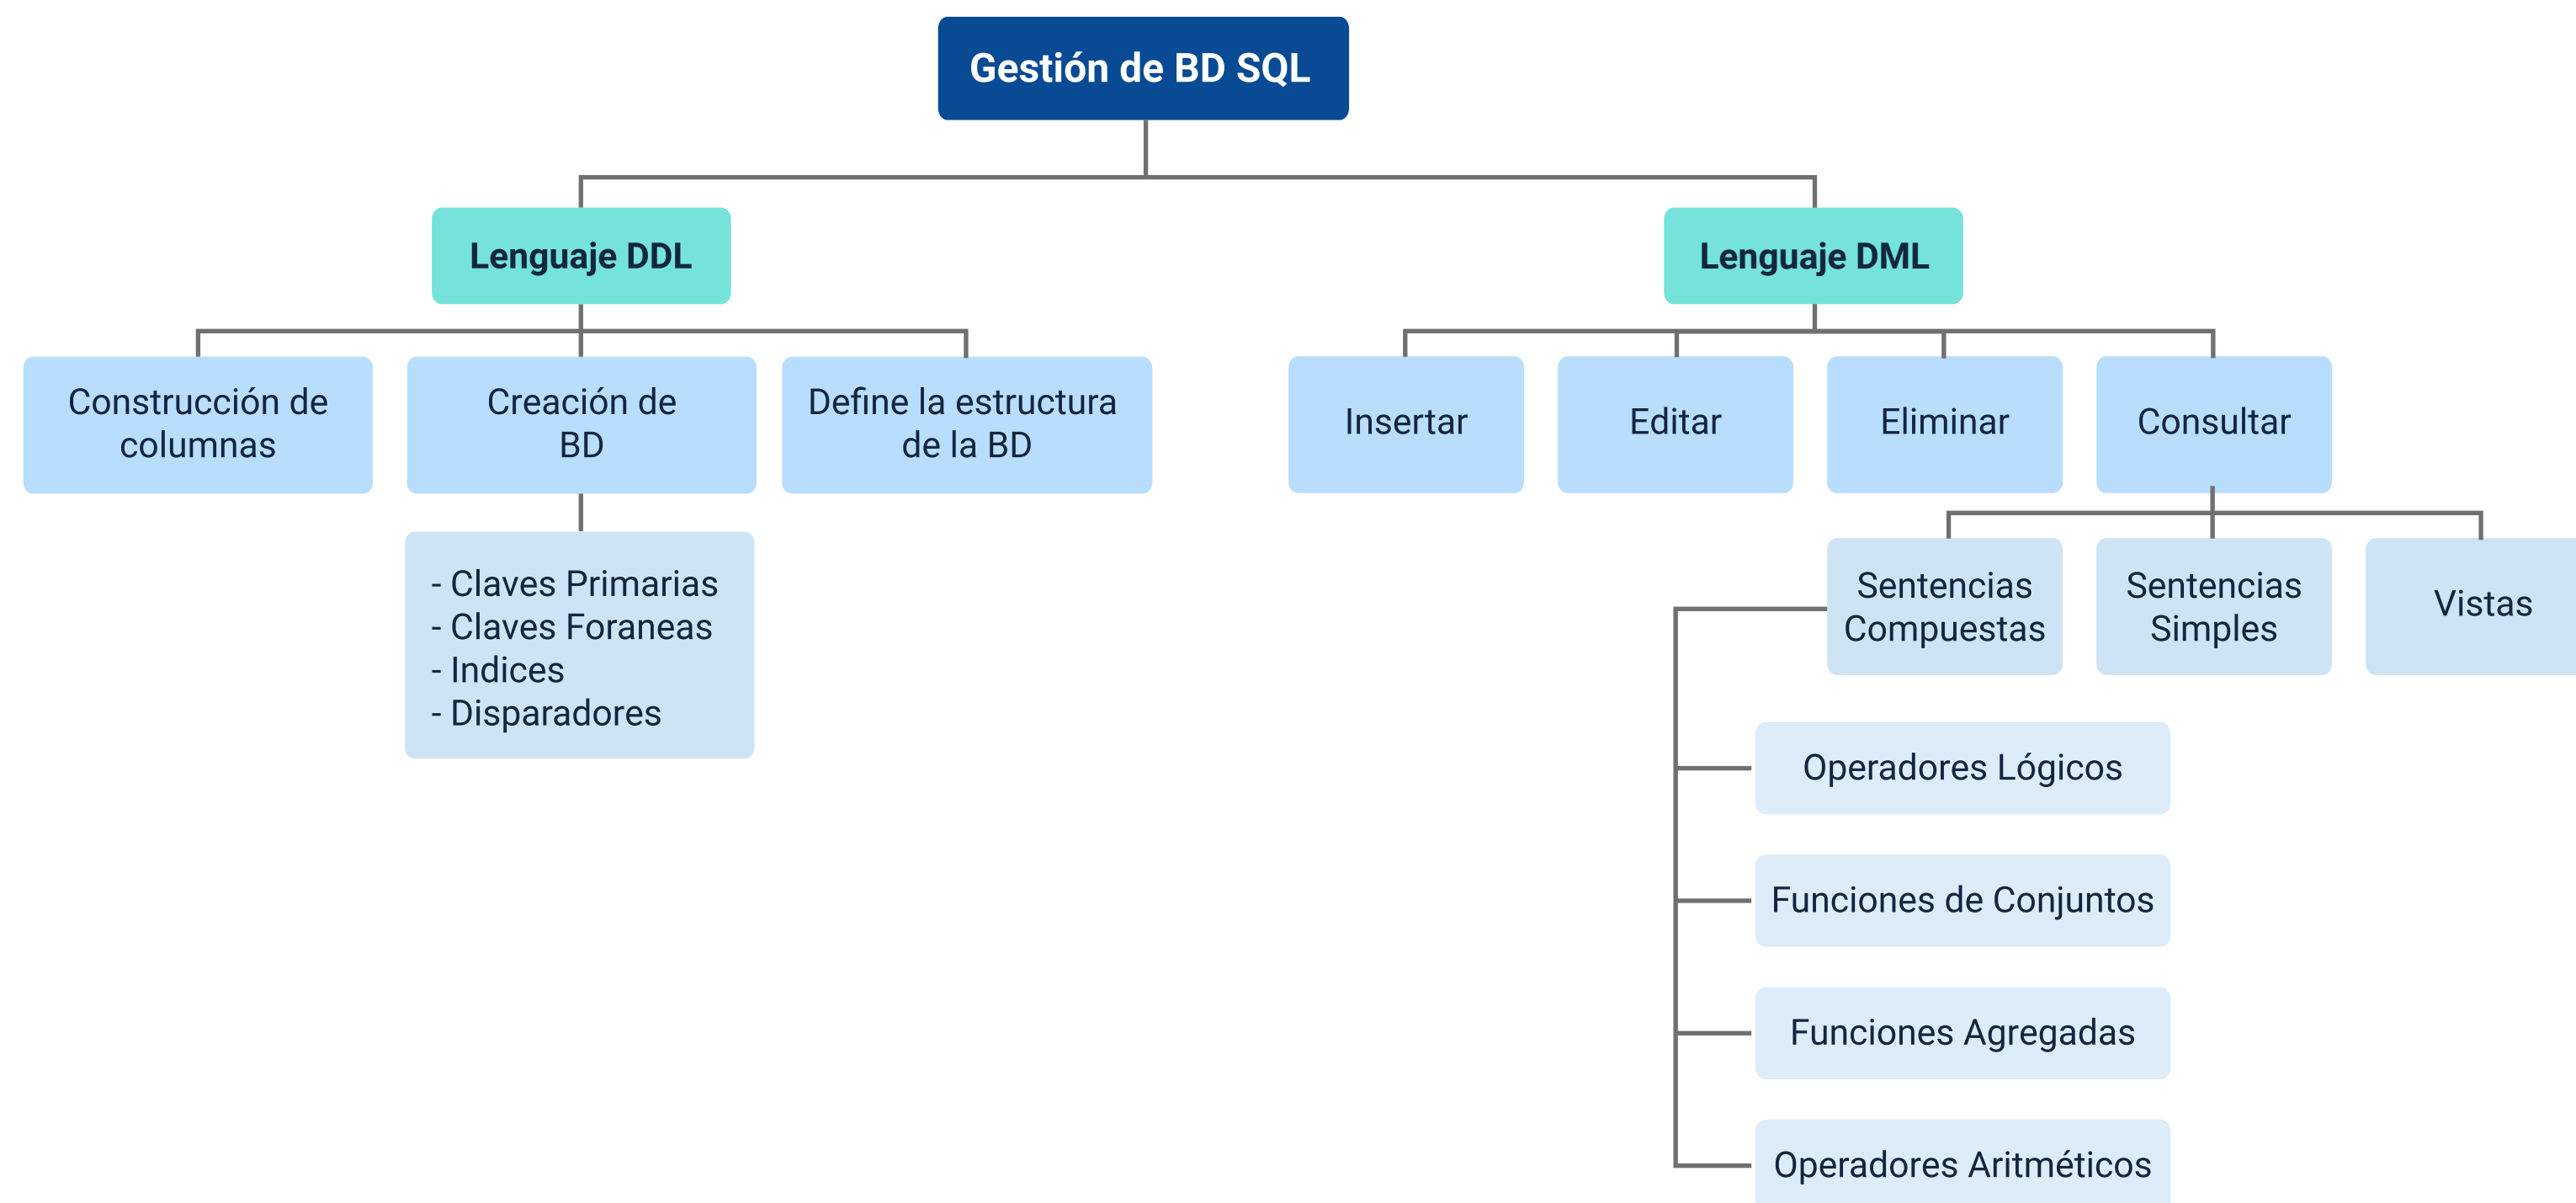 Gestión de BD SQL
Lenguaje DDL
Lenguaje DML
Construcción de
columnas
Creación de
BD
Define la estructura
de la BD
Insertar
Editar
Eliminar
Consultar
- Claves Primarias
- Claves Foraneas
- Indices
- Disparadores
Sentencias
Compuestas
Sentencias
Simples
Vistas
Operadores Lógicos
Funciones de Conjuntos
Funciones Agregadas
Operadores Aritméticos